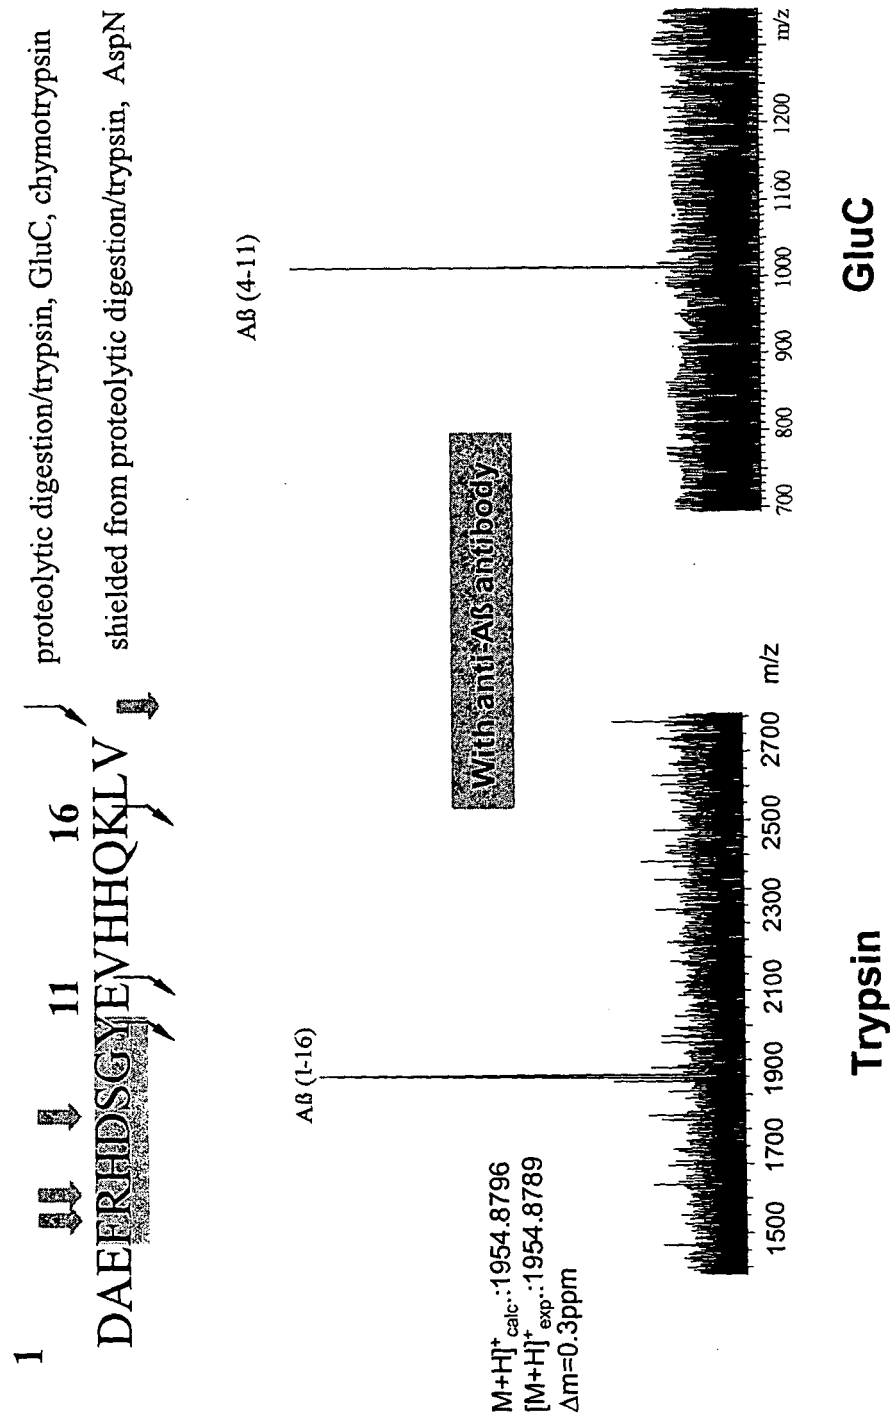 1
11
16
DAEFRHDSGYEVHHQKLV
proteolytic digestion/trypsin, GluC, chymotrypsin
shielded from proteolytic digestion/trypsin, AspN
Aß (1-16)
Aß (4-11)
With anti-Aß antibody
M+H]⁺calc.:1954.8796
[M+H]⁺exp.:1954.8789
Δm=0.3ppm
1500 1700 1900 2100 2300 2500 2700 m/z
700 800 900 1000 1100 1200 m/z
Trypsin
GluC